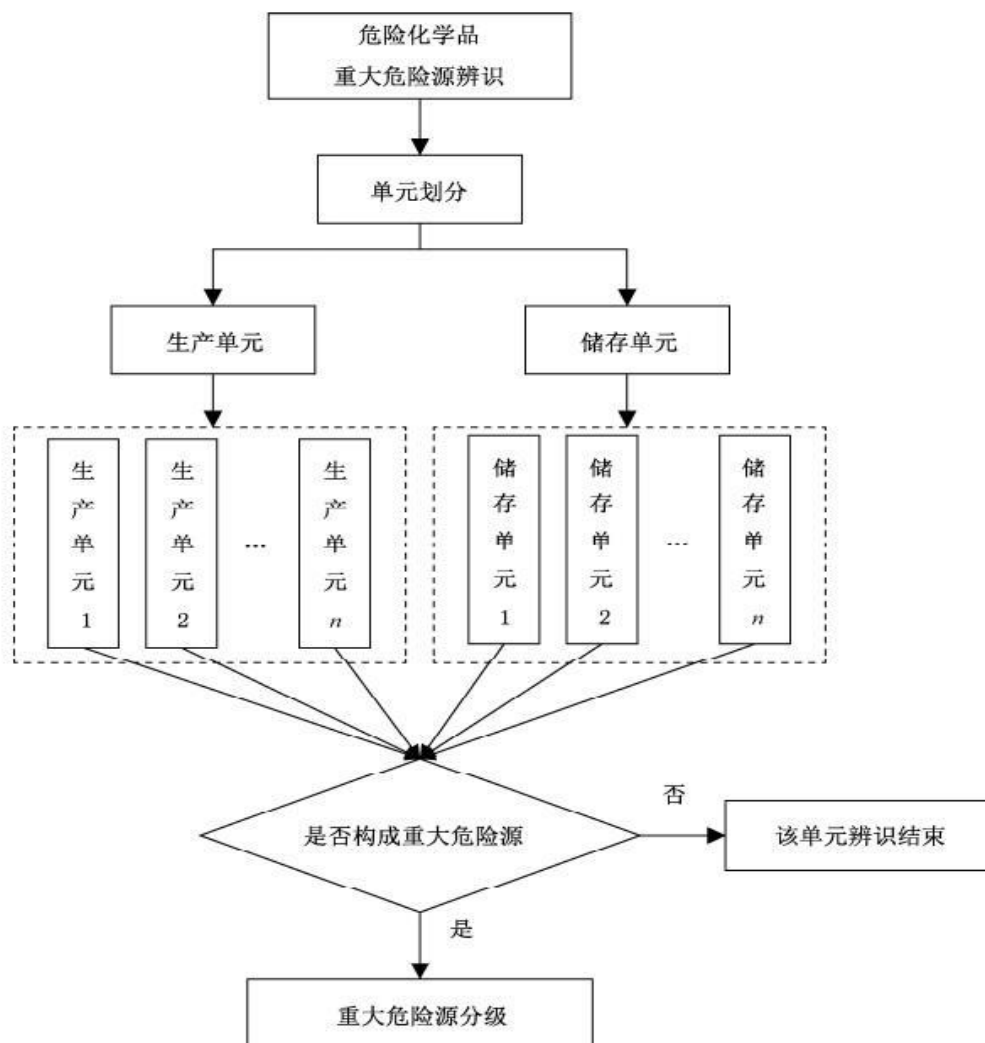 危险化学品
重大危险源辨识
单元划分
生产单元
储存单元
生产单元1
生产单元2
...
生产单元n
储存单元1
储存单元2
...
储存单元n
是否构成重大危险源
否
该单元辨识结束
是
重大危险源分级